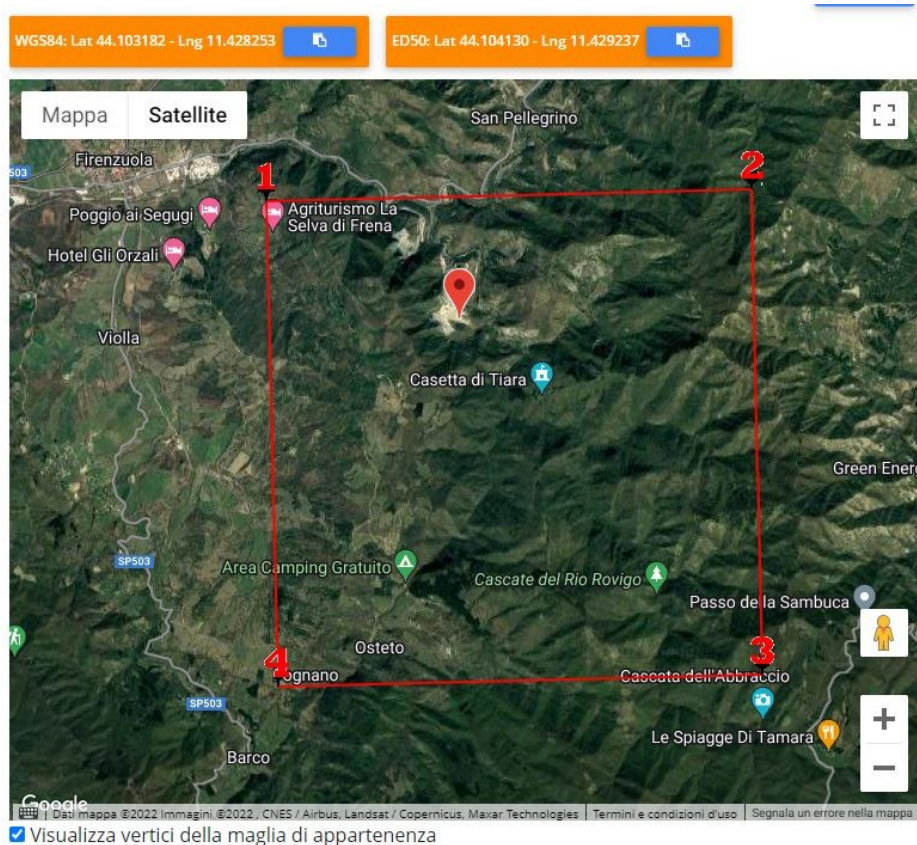 WGS84: Lat 44.103182 - Lng 11.428253
ED50: Lat 44.104130 - Lng 11.429237
Mappa
Satellite
San Pellegrino
Firenzuola
503
1
2
Poggio ai Segugi
Agriturismo La
Selva di Frena
Hotel Gli Orzali
Violla
Casetta di Tiara
Green Ener
SP503
Area Camping Gratuito
Cascate del Rio Rovigo
Passo della Sambuca
Osteto
3
4
ognano
Cascata dell'Abbraccio
SP503
Le Spiagge Di Tamara
Barco
Google
Dati mappa ©2022 Immagini ©2022 , CNES / Airbus, Landsat / Copernicus, Maxar Technologies
Termini e condizioni d'uso
Segnala un errore nella mappa
Visualizza vertici della maglia di appartenenza